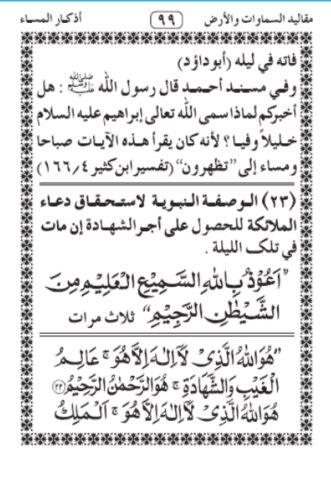 مقاليد السماوات والأرض ﴿٩٩﴾ أذكار المساء
فاته في ليله (أبوداؤد)
وفي مسند أحمد قال رسول الله ﷺ : هل
أخبركم لماذا سمى الله تعالى إبراهيم عليه السلام
خليلاً وفيا ؟ لأنه كان يقرأ هذه الآيات صباحا
ومساء إلى "تظهرون" (تفسير ابن كثير ١٦٦/٤)
(٢٣) الوصفة النبوية لاستحقاق دعاء
الملائكة للحصول على أجر الشهادة إن مات
في تلك الليلة .
"اَعُوْذُ بِاللهِ السَّمِيْعِ الْعَلِيْمِ مِنَ
الشَّيْطٰنِ الرَّجِيْمِ" ثلاث مرات
"هُوَ اللهُ الَّذِىْ لَآ اِلٰهَ اِلَّا هُوَ ۚ عَالِمُ
الْغَيْبِ وَالشَّهَادَةِ ۚ هُوَ الرَّحْمٰنُ الرَّحِيْمُ ﴿٢٢﴾
هُوَ اللهُ الَّذِىْ لَآ اِلٰهَ اِلَّا هُوَ ۚ اَلْمَلِكُ